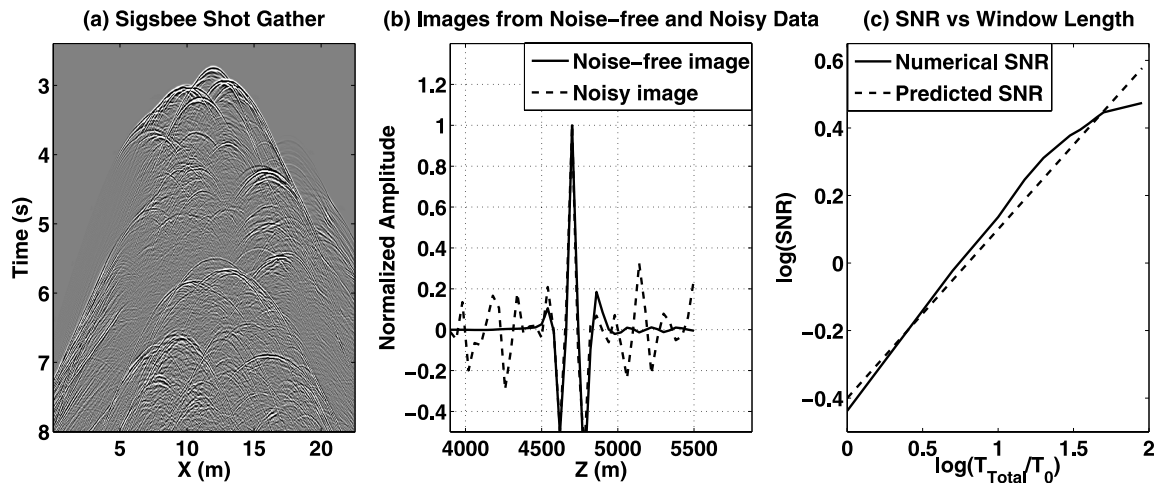 (a) Sigsbee Shot Gather
Time (s)
3
4
5
6
7
8
5
10
15
20
X (m)
(b) Images from Noise−free and Noisy Data
Noise−free image
Noisy image
Normalized Amplitude
1.2
1
0.8
0.6
0.4
0.2
0
−0.2
−0.4
4000
4500
5000
5500
Z (m)
(c) SNR vs Window Length
Numerical SNR
Predicted SNR
log(SNR)
0.6
0.4
0.2
0
−0.2
−0.4
0
0.5
1
1.5
2
log(T_Total/T_0)